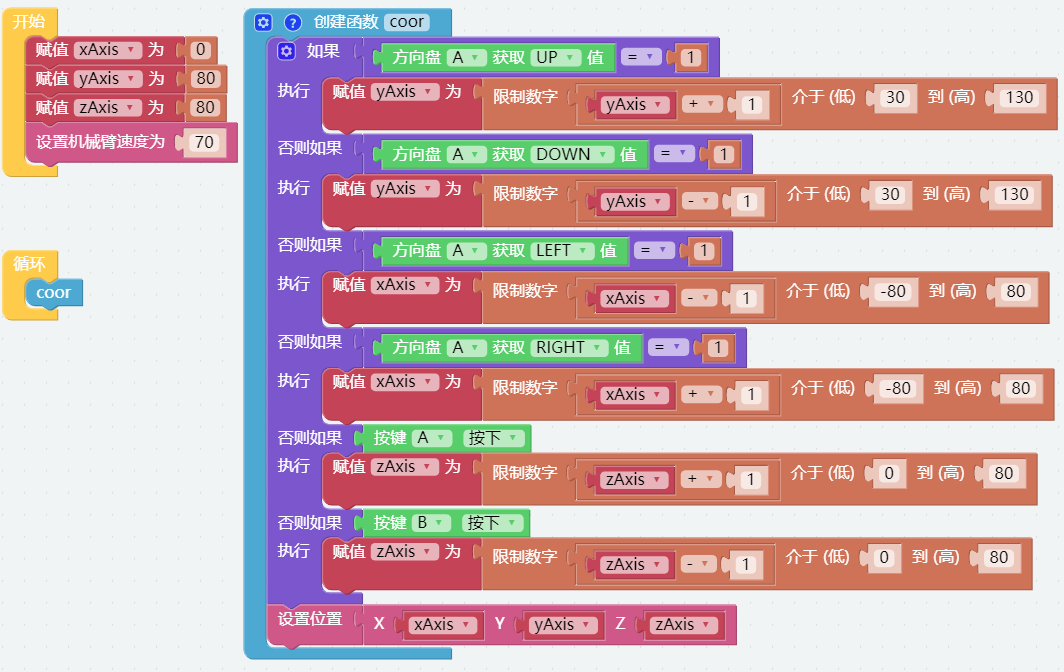 开始
赋值 xAxis 为 0
赋值 yAxis 为 80
赋值 zAxis 为 80
设置机械臂速度为 70
循环
coor
? 创建函数 coor
如果 方向盘 A 获取 UP 值 = 1
执行 赋值 yAxis 为 限制数字 yAxis + 1 介于 (低) 30 到 (高) 130
否则如果 方向盘 A 获取 DOWN 值 = 1
执行 赋值 yAxis 为 限制数字 yAxis - 1 介于 (低) 30 到 (高) 130
否则如果 方向盘 A 获取 LEFT 值 = 1
执行 赋值 xAxis 为 限制数字 xAxis - 1 介于 (低) -80 到 (高) 80
否则如果 方向盘 A 获取 RIGHT 值 = 1
执行 赋值 xAxis 为 限制数字 xAxis + 1 介于 (低) -80 到 (高) 80
否则如果 按键 A 按下
执行 赋值 zAxis 为 限制数字 zAxis + 1 介于 (低) 0 到 (高) 80
否则如果 按键 B 按下
执行 赋值 zAxis 为 限制数字 zAxis - 1 介于 (低) 0 到 (高) 80
设置位置 X xAxis Y yAxis Z zAxis